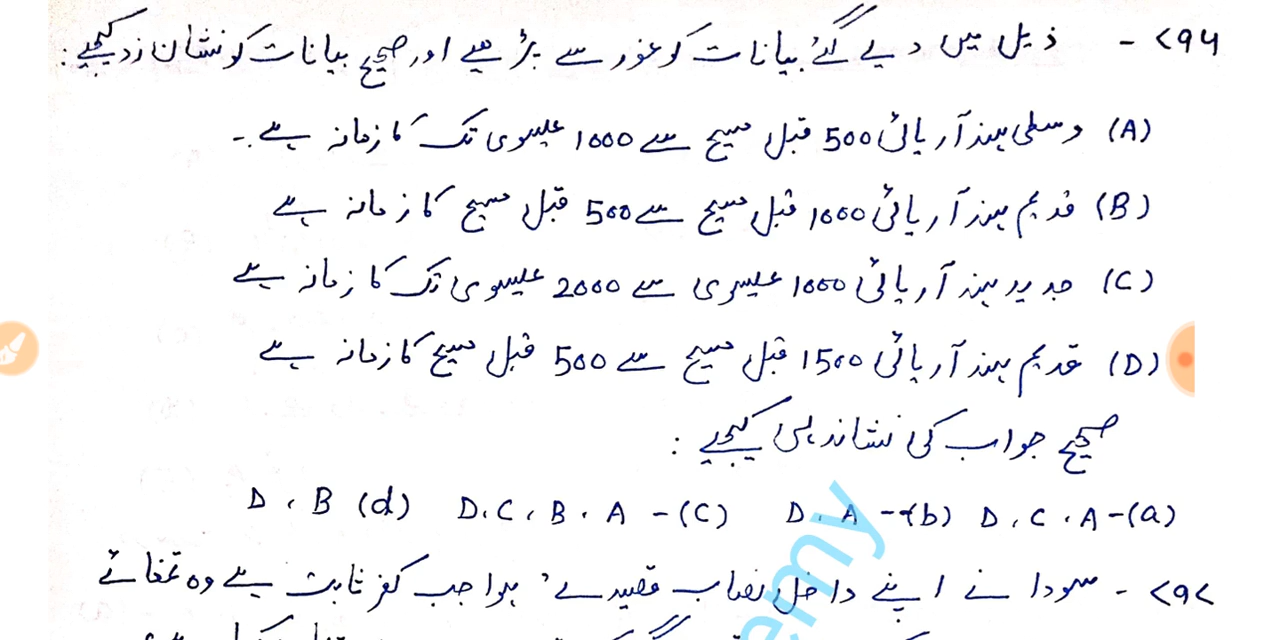 ۷۹۶ - ذیل میں دیے گئے بیانات کو غور سے پڑھیے اور صحیح بیانات کو نشان زد کیجیے :
(A) وسطی ہند آریائی 500 قبل مسیح سے 1000 عیسوی تک کا زمانہ ہے ۔
(B) قدیم ہند آریائی 1000 قبل مسیح سے 500 قبل مسیح کا زمانہ ہے
(C) جدید ہند آریائی 1000 عیسوی سے 2000 عیسوی تک کا زمانہ ہے
(D) قدیم ہند آریائی 1500 قبل مسیح سے 500 قبل مسیح کا زمانہ ہے
صحیح جواب کی نشاندہی کیجیے :
(a)- D ، C ، A (b)- D ، A (C)- D ، C ، B ، A (d) D ، B
۷۹۷ - سودا نے اپنے داخل نصاب قصیدے ' ہوا جب کفر ثابت ہے وہ تمغائے
emy